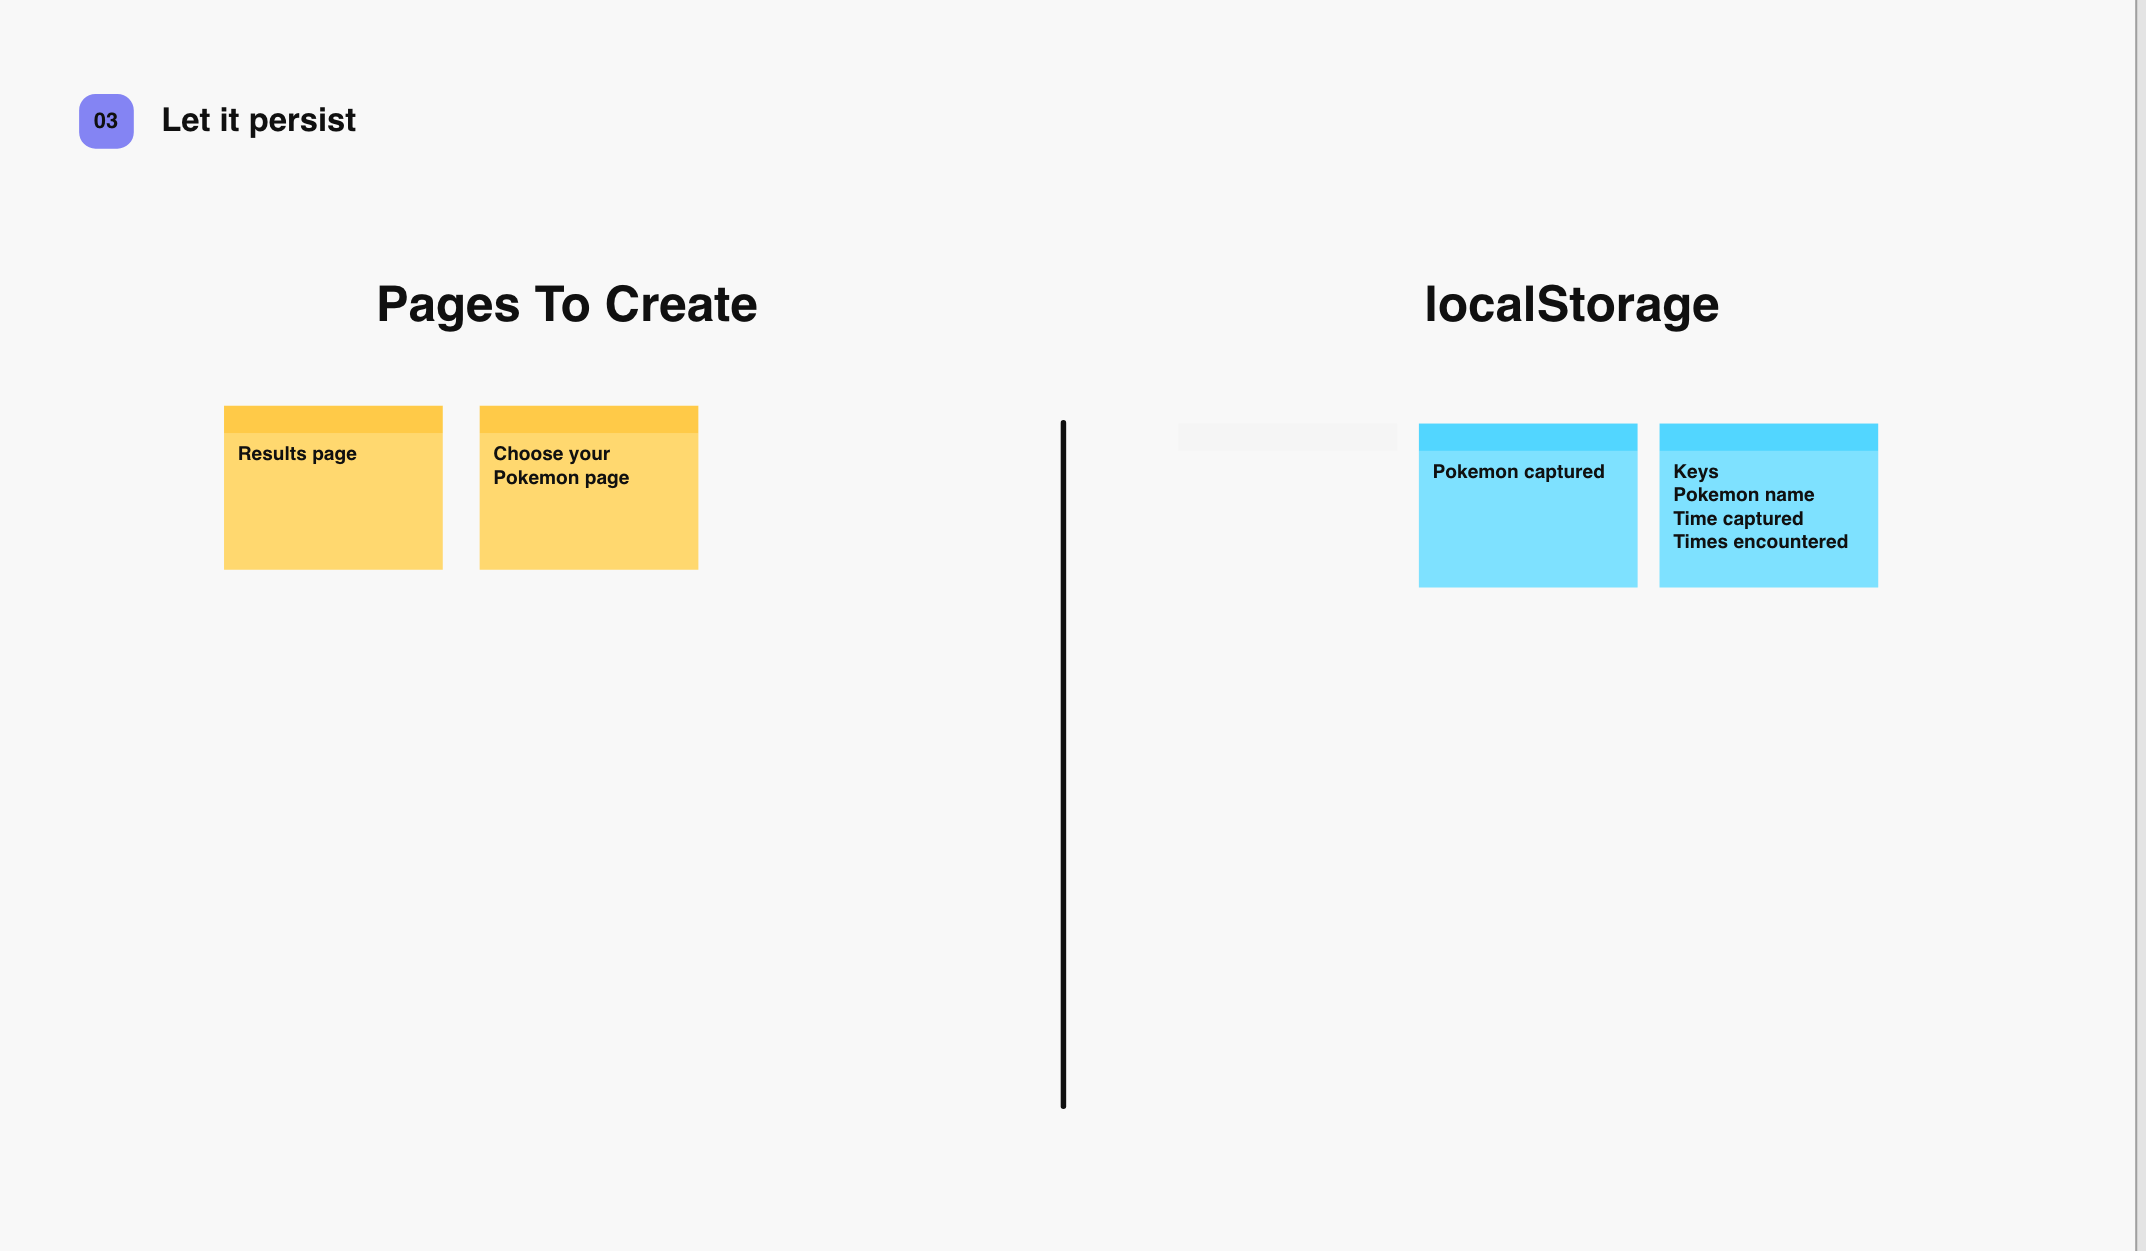 03
Let it persist
Pages To Create
Results page
Choose your
Pokemon page
localStorage
Pokemon captured
Keys
Pokemon name
Time captured
Times encountered